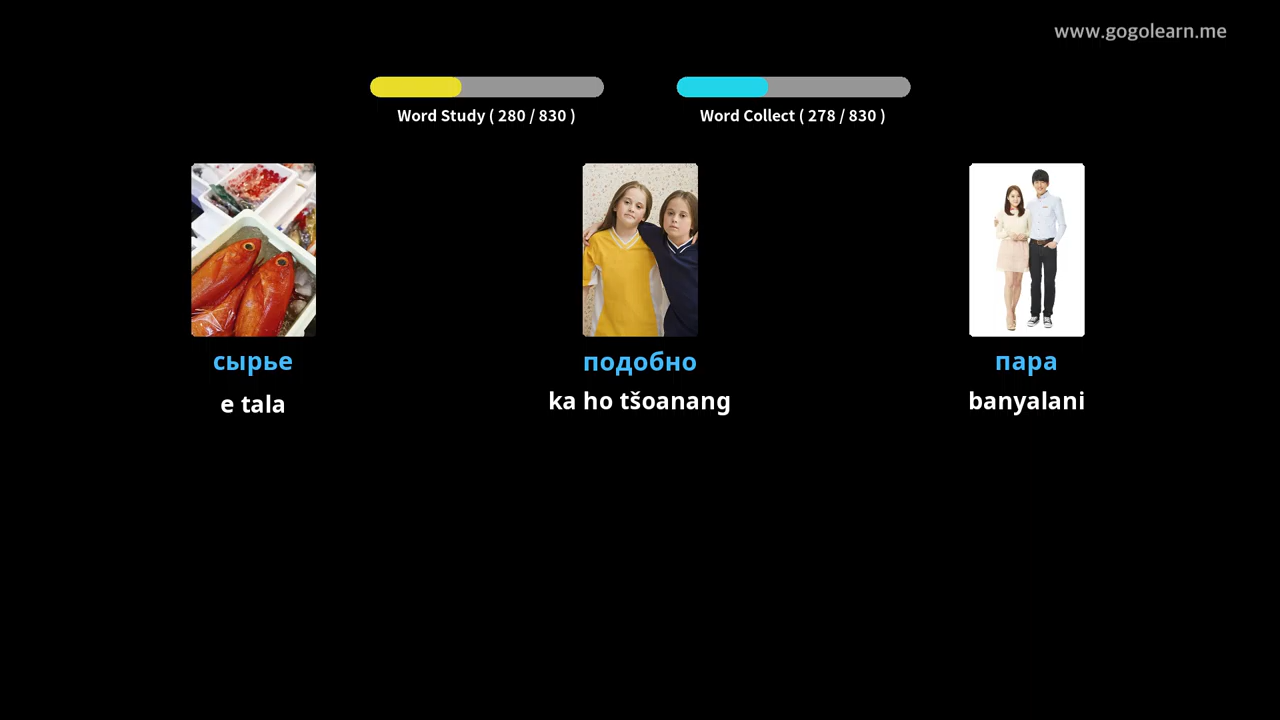 www.gogolearn.me
Word Study ( 280 / 830 )
Word Collect ( 278 / 830 )
сырье
подобно
пара
e tala
ka ho tšoanang
banyalani